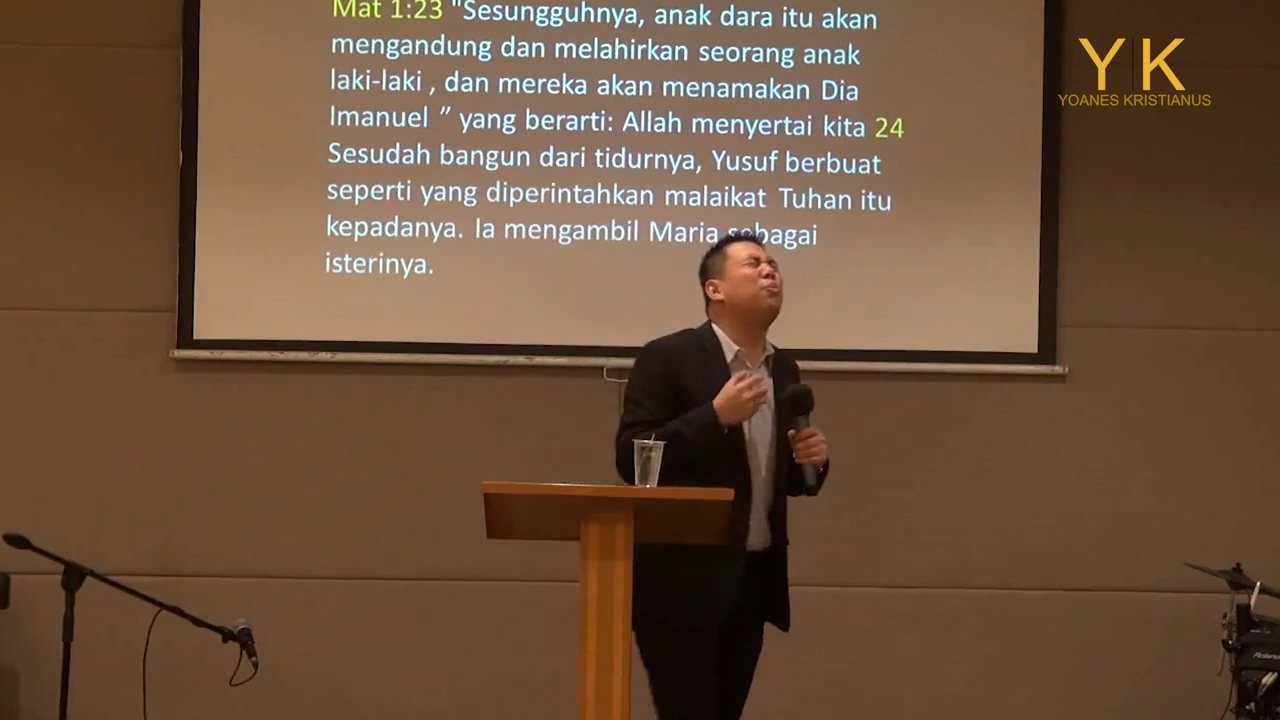 Mat 1:23 "Sesungguhnya, anak dara itu akan
mengandung dan melahirkan seorang anak
laki-laki , dan mereka akan menamakan Dia
Imanuel ” yang berarti: Allah menyertai kita 24
Sesudah bangun dari tidurnya, Yusuf berbuat
seperti yang diperintahkan malaikat Tuhan itu
kepadanya. Ia mengambil Maria sebagai
isterinya.
Y K
YOANES KRISTIANUS
Roland